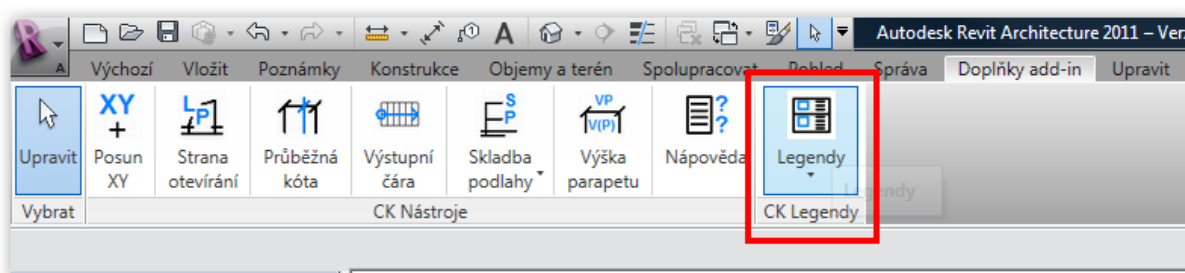 Autodesk Revit Architecture 2011 – Ver
A Výchozí Vložit Poznámky Konstrukce Objemy a terén Spolupracovat Pohled Správa Doplňky add-in Upravit
XY L P S P VP V(P) ? ?
Upravit Posun XY Strana otevírání Průběžná kóta Výstupní čára Skladba podlahy Výška parapetu Nápověda Legendy
Legendy
Vybrat CK Nástroje CK Legendy